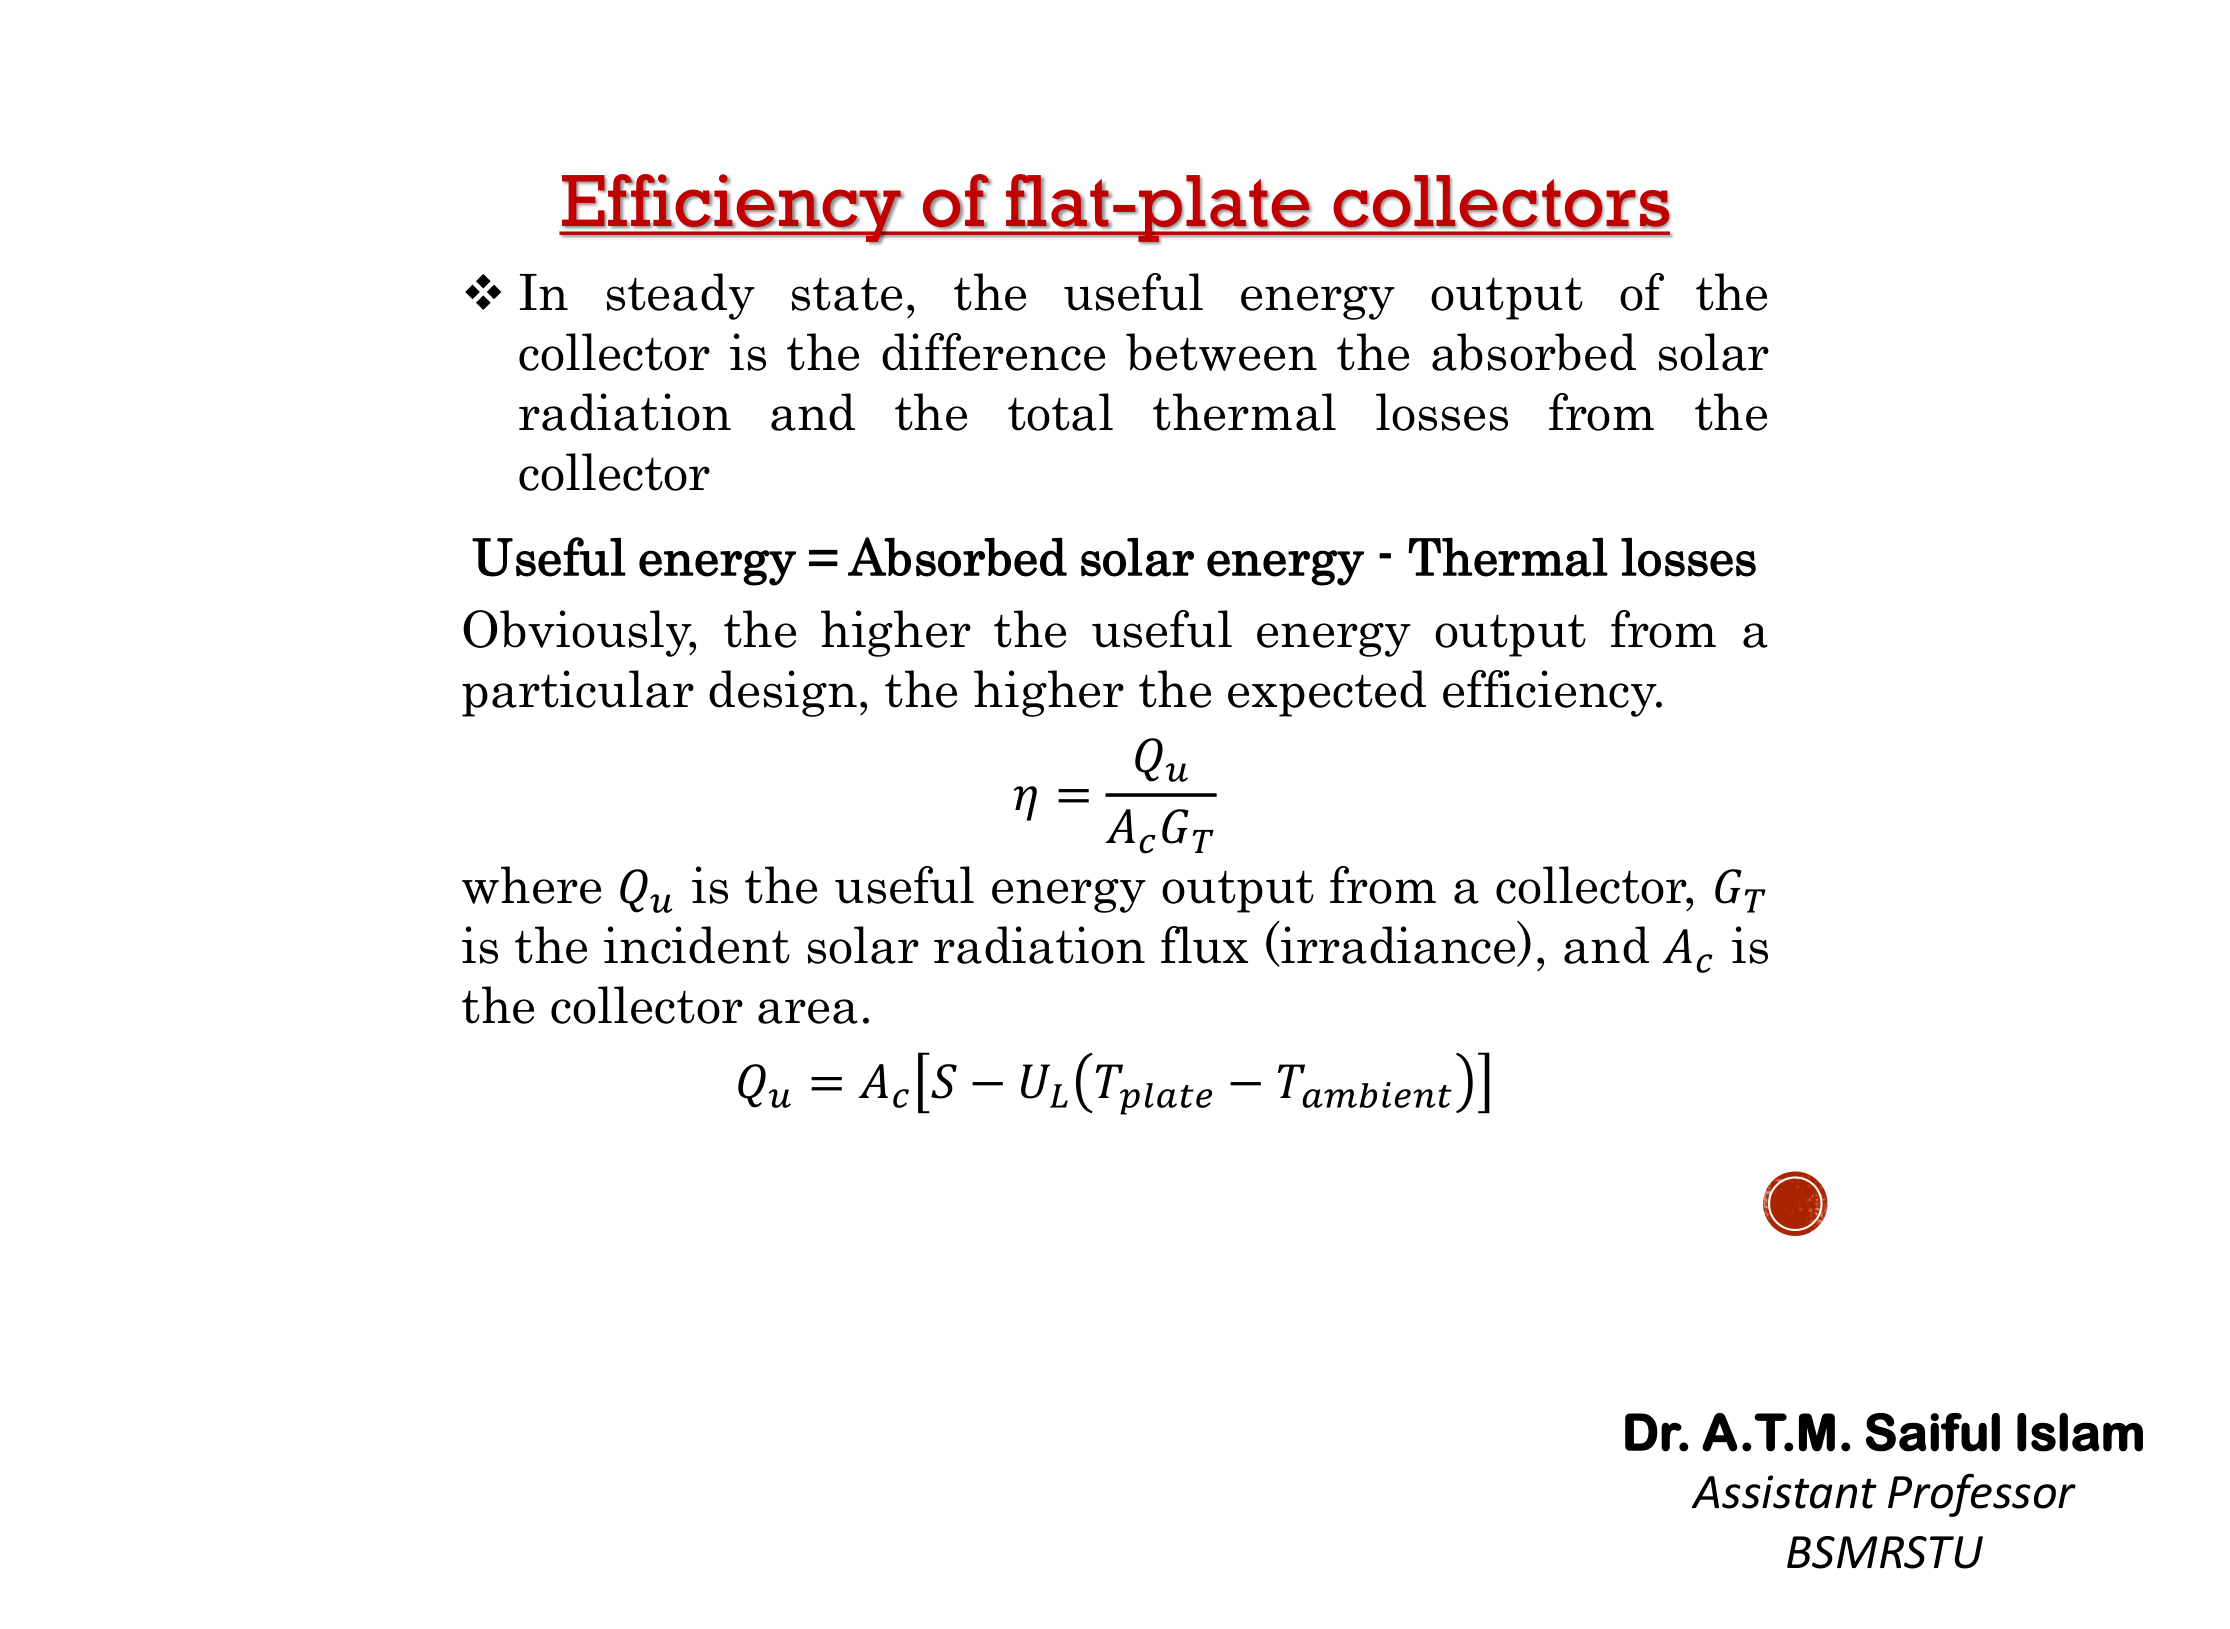 Efficiency of flat-plate collectors
❖ In steady state, the useful energy output of the
collector is the difference between the absorbed solar
radiation and the total thermal losses from the
collector
Useful energy = Absorbed solar energy - Thermal losses
Obviously, the higher the useful energy output from a
particular design, the higher the expected efficiency.
η = Q_u / (A_c G_T)
where Q_u is the useful energy output from a collector, G_T
is the incident solar radiation flux (irradiance), and A_c is
the collector area.
Q_u = A_c[S − U_L(T_plate − T_ambient)]
Dr. A.T.M. Saiful Islam
Assistant Professor
BSMRSTU